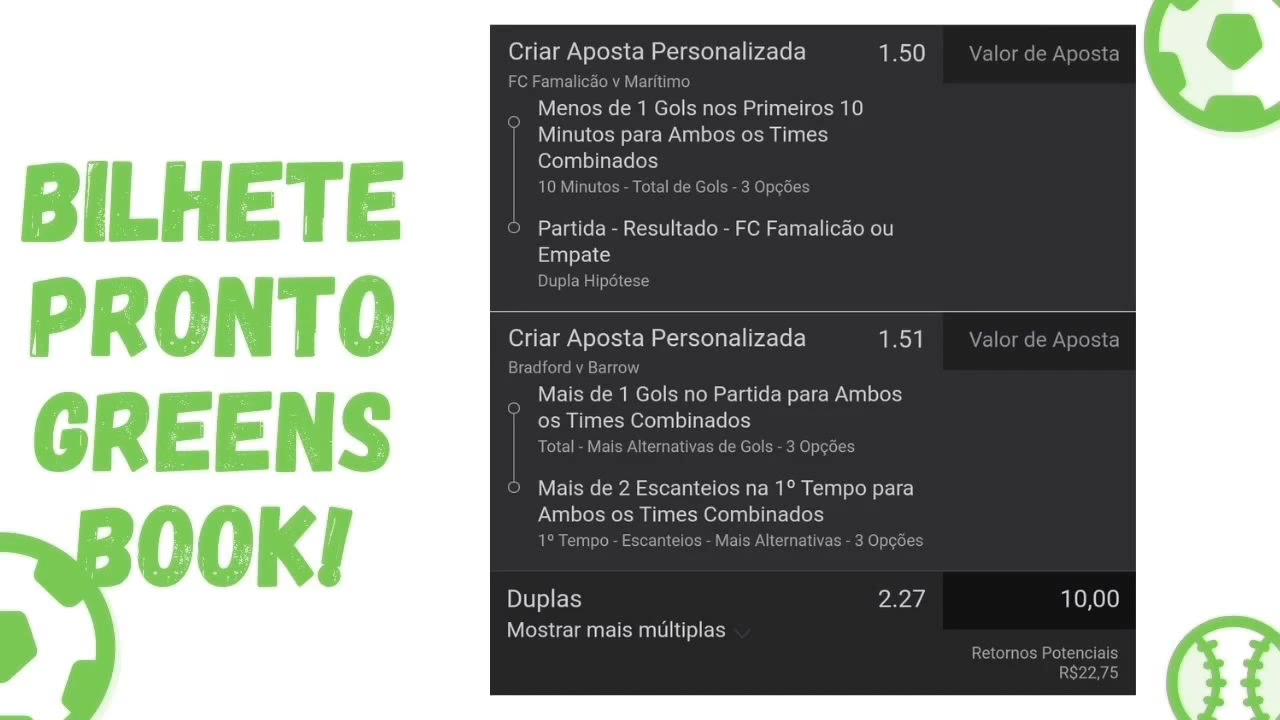 BILHETE
PRONTO
GREENS
BOOK!
Criar Aposta Personalizada 1.50 Valor de Aposta
FC Famalicão v Marítimo
Menos de 1 Gols nos Primeiros 10
Minutos para Ambos os Times
Combinados
10 Minutos - Total de Gols - 3 Opções
Partida - Resultado - FC Famalicão ou
Empate
Dupla Hipótese
Criar Aposta Personalizada 1.51 Valor de Aposta
Bradford v Barrow
Mais de 1 Gols no Partida para Ambos
os Times Combinados
Total - Mais Alternativas de Gols - 3 Opções
Mais de 2 Escanteios na 1º Tempo para
Ambos os Times Combinados
1º Tempo - Escanteios - Mais Alternativas - 3 Opções
Duplas 2.27 10,00
Mostrar mais múltiplas
Retornos Potenciais
R$22,75